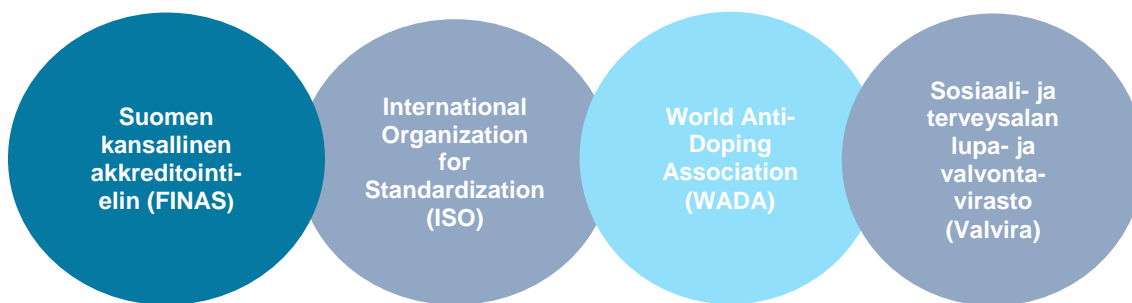 Suomen
kansallinen
akkreditointi-
elin (FINAS)
International
Organization
for
Standardization
(ISO)
World Anti-
Doping
Association
(WADA)
Sosiaali- ja
terveysalan
lupa- ja
valvonta-
virasto
(Valvira)